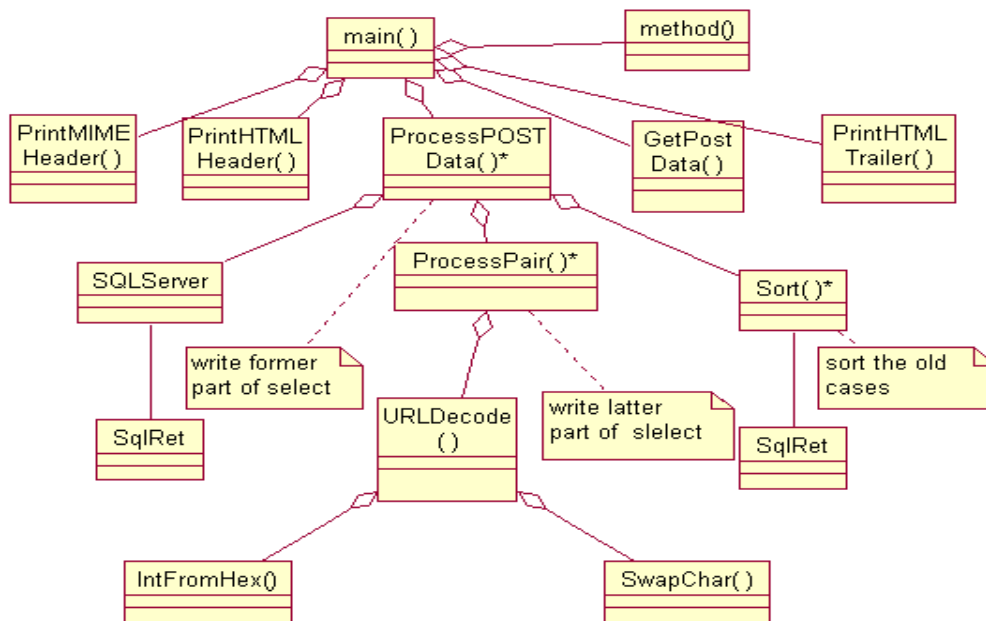 main( )
method()
PrintMIME
Header( )
PrintHTML
Header( )
ProcessPOST
Data( )*
GetPost
Data( )
PrintHTML
Trailer( )
SQLServer
ProcessPair( )*
Sort( )*
write former
part of select
sort the old
cases
URLDecode
( )
write latter
part of slelect
SqlRet
SqlRet
IntFromHex()
SwapChar( )